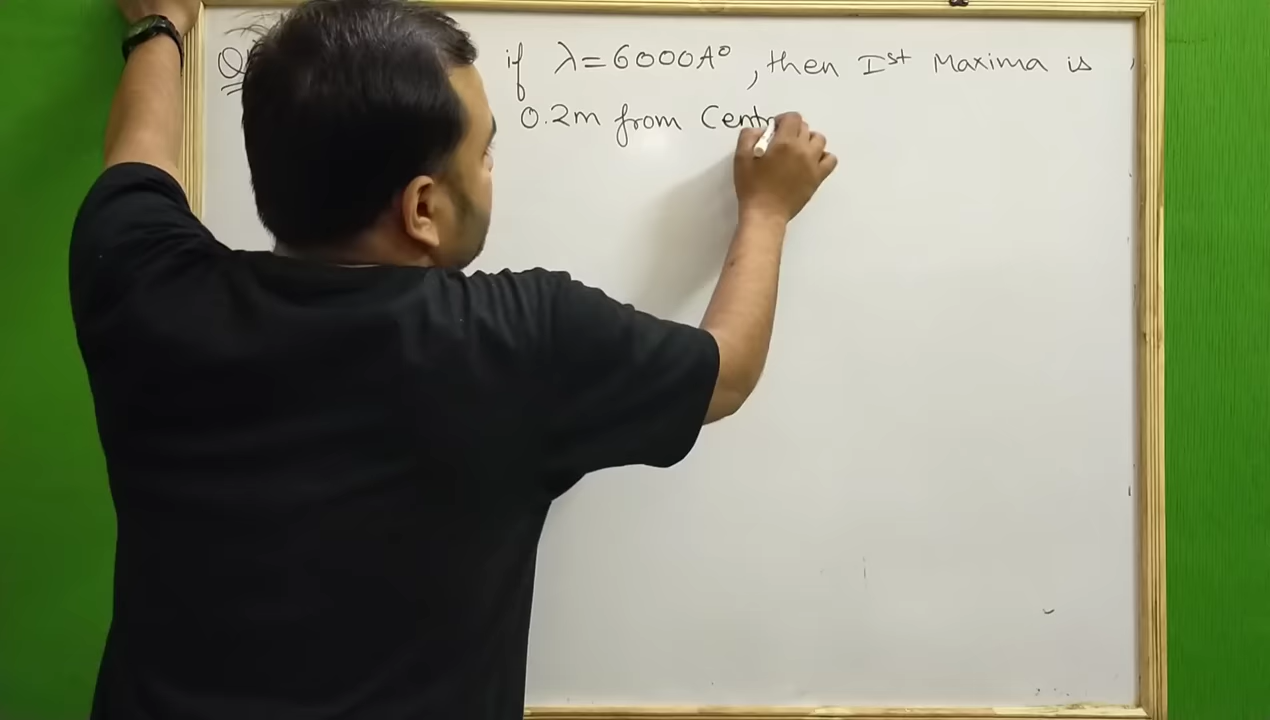 Q if λ=6000A°, then Ist Maxima is
0.2m from Centr